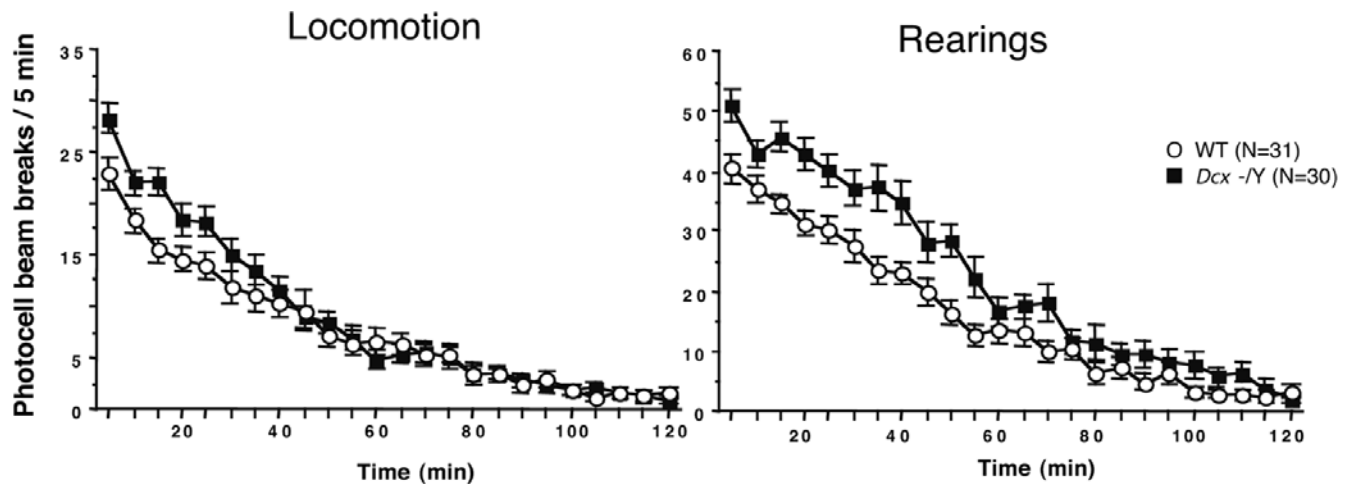 Locomotion
Photocell beam breaks / 5 min
35
25
15
5
0
20 40 60 80 100 120
Time (min)
Rearings
60
50
40
30
20
10
0
20 40 60 80 100 120
Time (min)
WT (N=31)
Dcx -/Y (N=30)